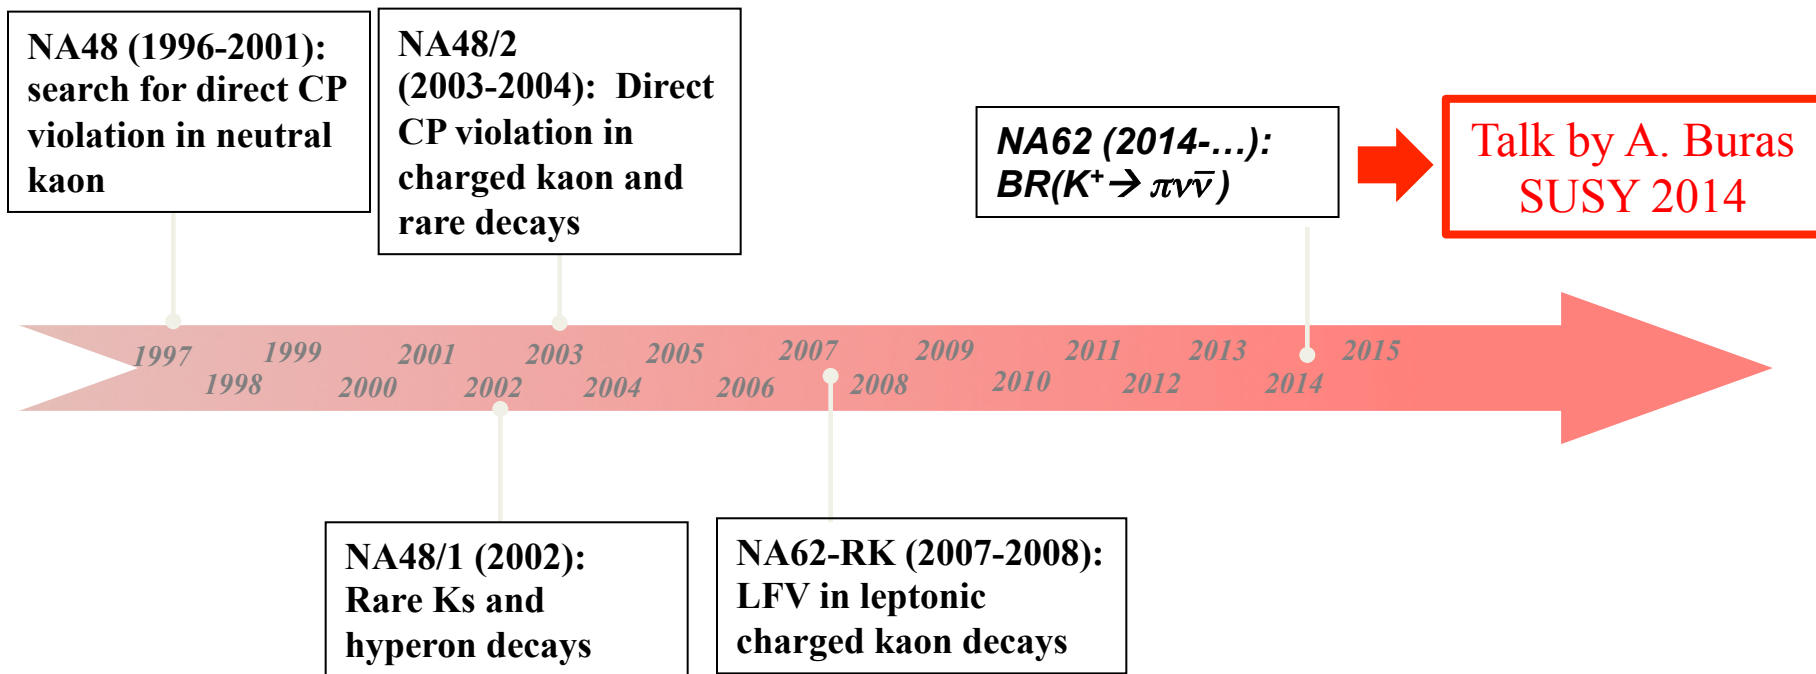 NA48 (1996-2001):
search for direct CP
violation in neutral
kaon
NA48/2
(2003-2004): Direct
CP violation in
charged kaon and
rare decays
NA62 (2014-...):
BR(K⁺→ πνν̅)
Talk by A. Buras
SUSY 2014
1997
1998
1999
2000
2001
2002
2003
2004
2005
2006
2007
2008
2009
2010
2011
2012
2013
2014
2015
NA48/1 (2002):
Rare Ks and
hyperon decays
NA62-RK (2007-2008):
LFV in leptonic
charged kaon decays